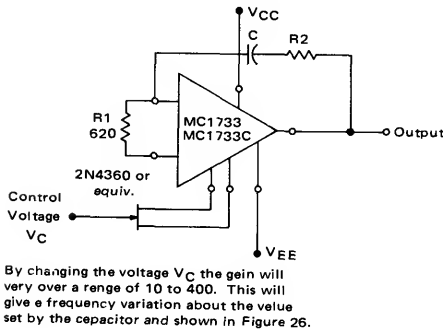 VCC
C
R2
R1
620
MC1733
MC1733C
Output
2N4360 or
equiv.
Control
Voltage
VC
VEE
By changing the voltage VC the gein will
very over a range of 10 to 400. This will
give e frequency variation about the velue
set by the cepacitor and shown in Figure 26.